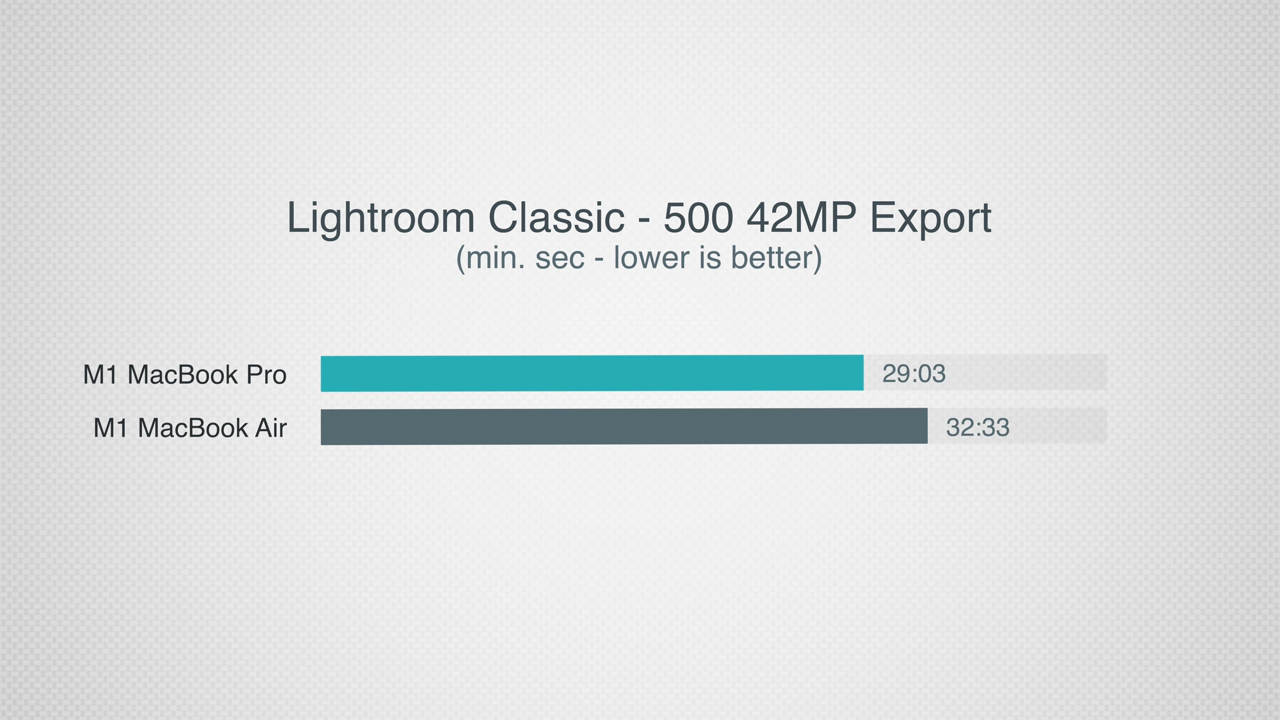 Lightroom Classic - 500 42MP Export
(min. sec - lower is better)
M1 MacBook Pro 29:03
M1 MacBook Air 32:33